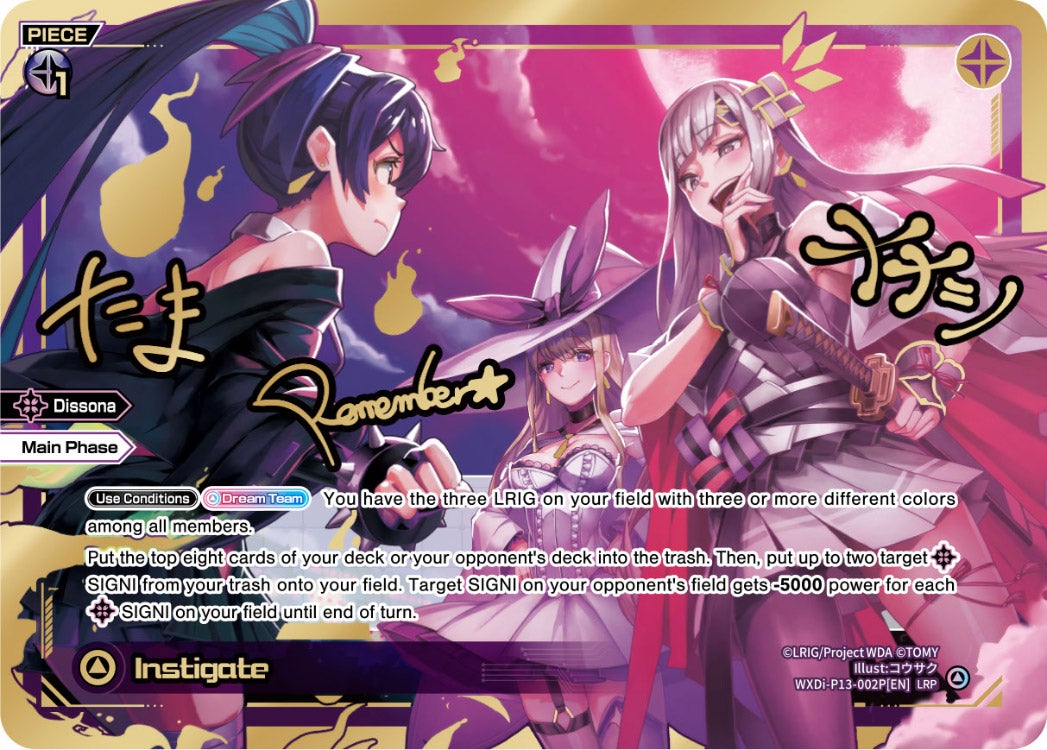 PIECE
1
たま
ナナシ
Remember★
Dissona
Main Phase
Use Conditions Dream Team You have the three LRIG on your field with three or more different colors
among all members.
Put the top eight cards of your deck or your opponent's deck into the trash. Then, put up to two target
SIGNI from your trash onto your field. Target SIGNI on your opponent's field gets -5000 power for each
SIGNI on your field until end of turn.
Instigate
©LRIG/Project WDA ©TOMY
Illust:コウサク
WXDi-P13-002P[EN] LRP